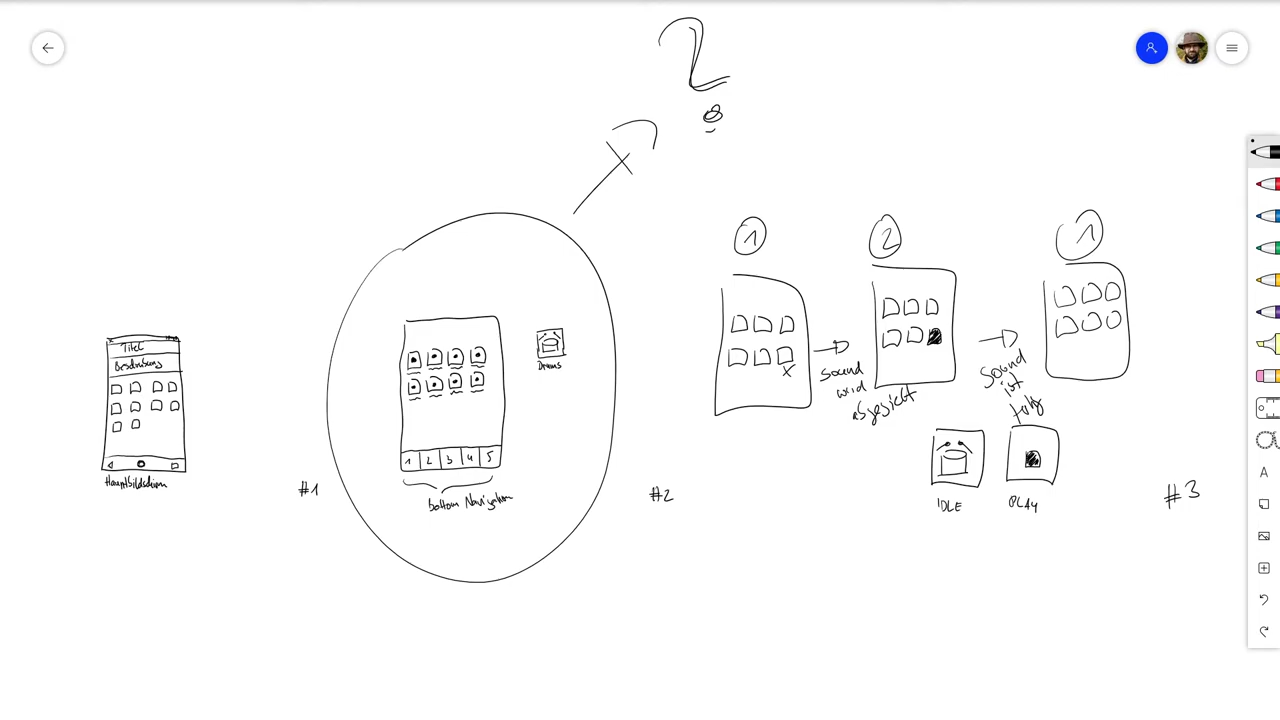 ?
Titel
Beschreibung
Hauptbildschirm
#1
Drums
1 2 3 4 5
bottom Navigation
#2
1
X
Sound
wird
abgespielt
2
Sound
ist
fertig
1
IDLE
PLAY
#3
A